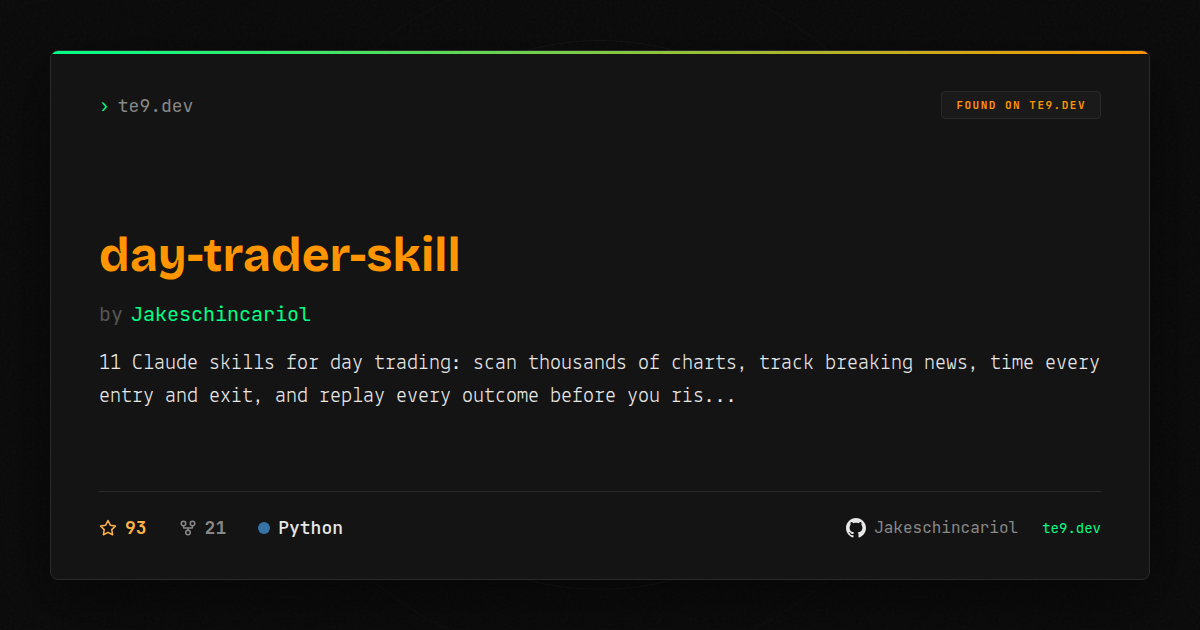 › te9.dev
FOUND ON TE9.DEV
day-trader-skill
by Jakeschincariol
11 Claude skills for day trading: scan thousands of charts, track breaking news, time every
entry and exit, and replay every outcome before you ris...
93 21 Python
Jakeschincariol te9.dev